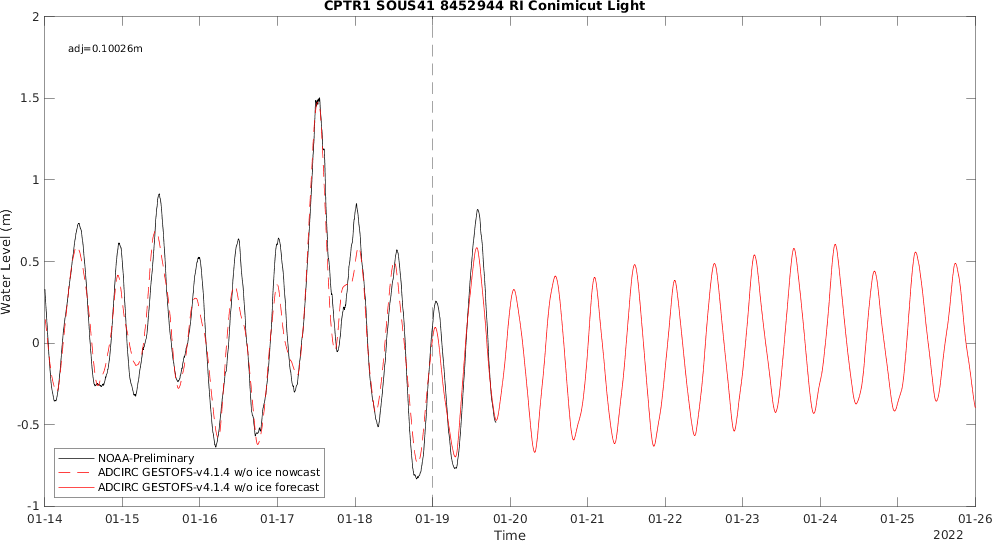 CPTR1 SOUS41 8452944 RI Conimicut Light
adj=0.10026m
Water Level (m)
2
1.5
1
0.5
0
-0.5
-1
NOAA-Preliminary
ADCIRC GESTOFS-v4.1.4 w/o ice nowcast
ADCIRC GESTOFS-v4.1.4 w/o ice forecast
01-14 01-15 01-16 01-17 01-18 01-19 01-20 01-21 01-22 01-23 01-24 01-25 01-26
Time
2022